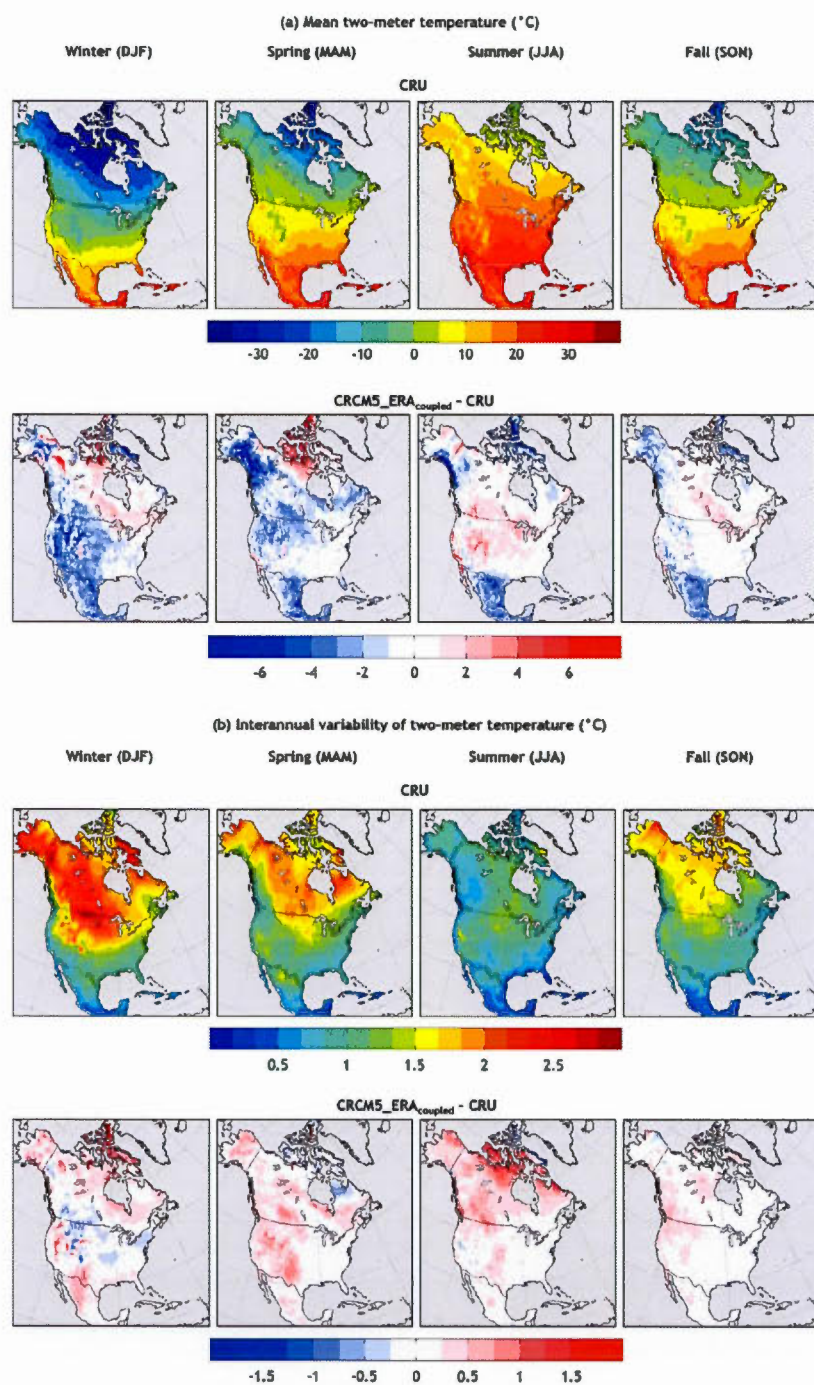 (a) Mean two-meter temperature (°C)
Winter (DJF) Spring (MAM) Summer (JJA) Fall (SON)
CRU
-30 -20 -10 0 10 20 30
CRCM5_ERAcoupled - CRU
-6 -4 -2 0 2 4 6
(b) Interannual variability of two-meter temperature (°C)
Winter (DJF) Spring (MAM) Summer (JJA) Fall (SON)
CRU
0.5 1 1.5 2 2.5
CRCM5_ERAcoupled - CRU
-1.5 -1 -0.5 0 0.5 1 1.5